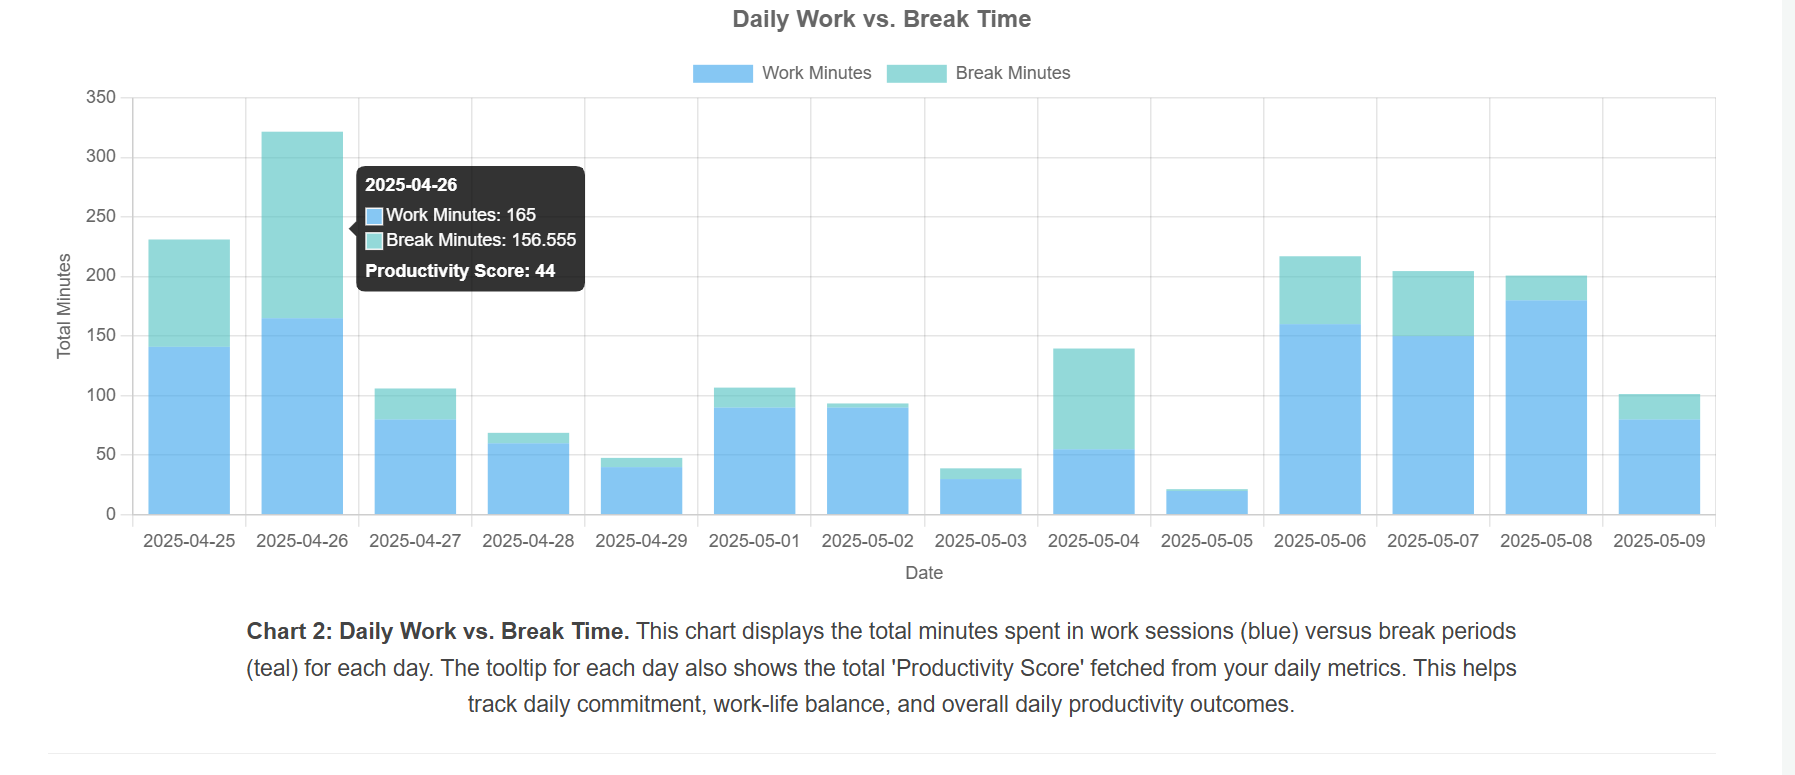 Daily Work vs. Break Time
Work Minutes Break Minutes
350
300
250
200
150
100
50
0
Total Minutes
2025-04-26
Work Minutes: 165
Break Minutes: 156.555
Productivity Score: 44
2025-04-25 2025-04-26 2025-04-27 2025-04-28 2025-04-29 2025-05-01 2025-05-02 2025-05-03 2025-05-04 2025-05-05 2025-05-06 2025-05-07 2025-05-08 2025-05-09
Date
Chart 2: Daily Work vs. Break Time. This chart displays the total minutes spent in work sessions (blue) versus break periods
(teal) for each day. The tooltip for each day also shows the total 'Productivity Score' fetched from your daily metrics. This helps
track daily commitment, work-life balance, and overall daily productivity outcomes.